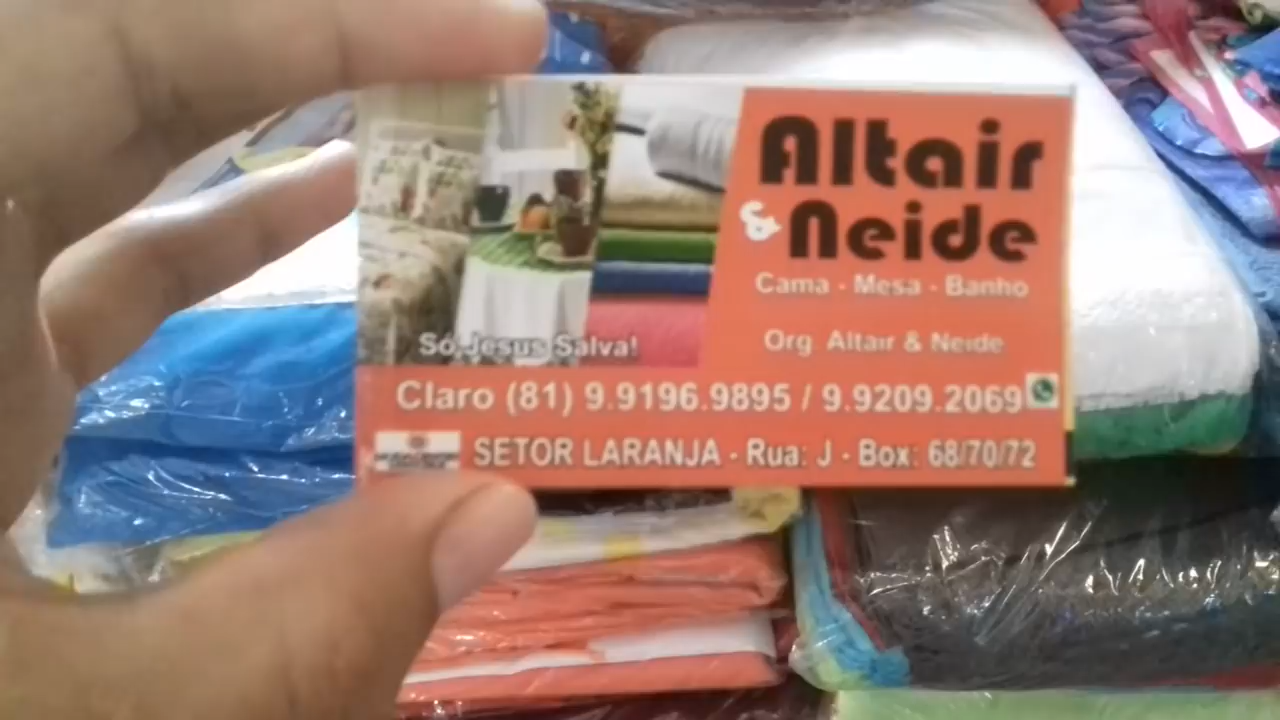 Altair
& Neide
Cama - Mesa - Banho
Só Jesus Salva!
Org. Altair & Neide
Claro (81) 9.9196.9895 / 9.9209.2069
SETOR LARANJA - Rua: J - Box: 68/70/72